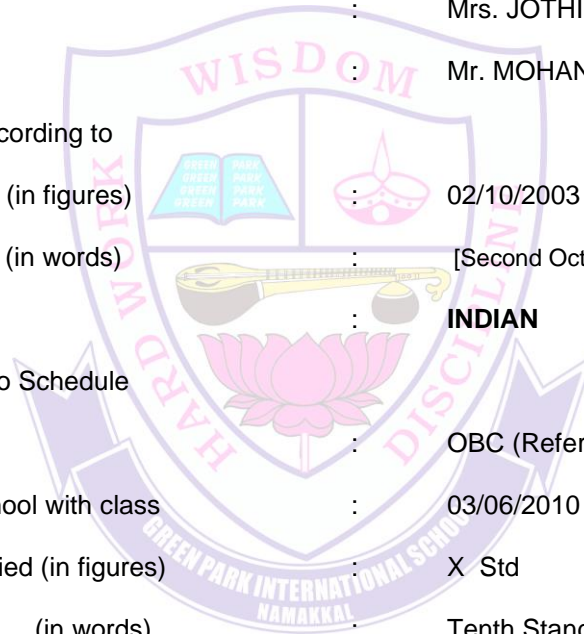 : Mrs. JOTHI
WISDOM
: Mr. MOHAN
cording to
GREEN PARK
GREEN PARK
GREEN PARK
GREEN PARK
(in figures) : 02/10/2003
(in words) : [Second Oct
HARD WORK
DISCIPLINE
: INDIAN
o Schedule
: OBC (Refer
ool with class : 03/06/2010
ied (in figures) : X Std
GREEN PARK INTERNATIONAL SCHOOL
NAMAKKAL
(in words) : Tenth Stand